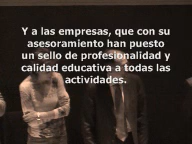 Y a las empresas, que con su
asesoramiento han puesto
un sello de profesionalidad y
calidad educativa a todas las
actividades.